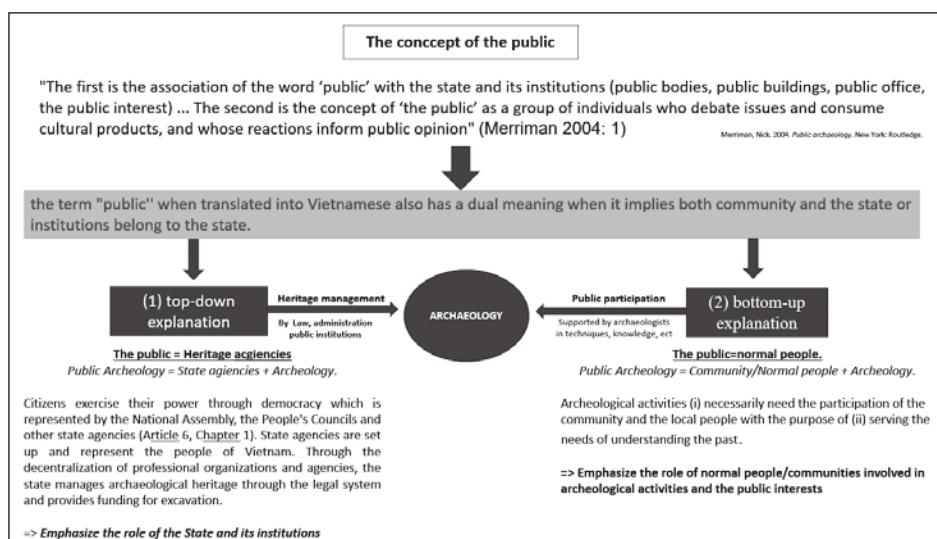 The conccept of the public
"The first is the association of the word ‘public’ with the state and its institutions (public bodies, public buildings, public office,
the public interest) ... The second is the concept of ‘the public’ as a group of individuals who debate issues and consume
cultural products, and whose reactions inform public opinion" (Merriman 2004: 1)
Merriman, Nick. 2004. Public archaeology. New York: Routledge.
the term "public" when translated into Vietnamese also has a dual meaning when it implies both community and the state or
institutions belong to the state.
(1) top-down
explanation
Heritage management
By Law, administration
public institutions
ARCHAEOLOGY
Public participation
Supported by archaeologists
in techniques, knowledge, ect
(2) bottom-up
explanation
The public = Heritage acgiencies
Public Archeology = State agiencies + Archeology.
Citizens exercise their power through democracy which is
represented by the National Assembly, the People's Councils and
other state agencies (Article 6, Chapter 1). State agencies are set
up and represent the people of Vietnam. Through the
decentralization of professional organizations and agencies, the
state manages archaeological heritage through the legal system
and provides funding for excavation.
=> Emphasize the role of the State and its institutions
The public=normal people.
Public Archeology = Community/Normal people + Archeology.
Archeological activities (i) necessarily need the participation of the
community and the local people with the purpose of (ii) serving the
needs of understanding the past.
=> Emphasize the role of normal people/communities involved in
archeological activities and the public interests